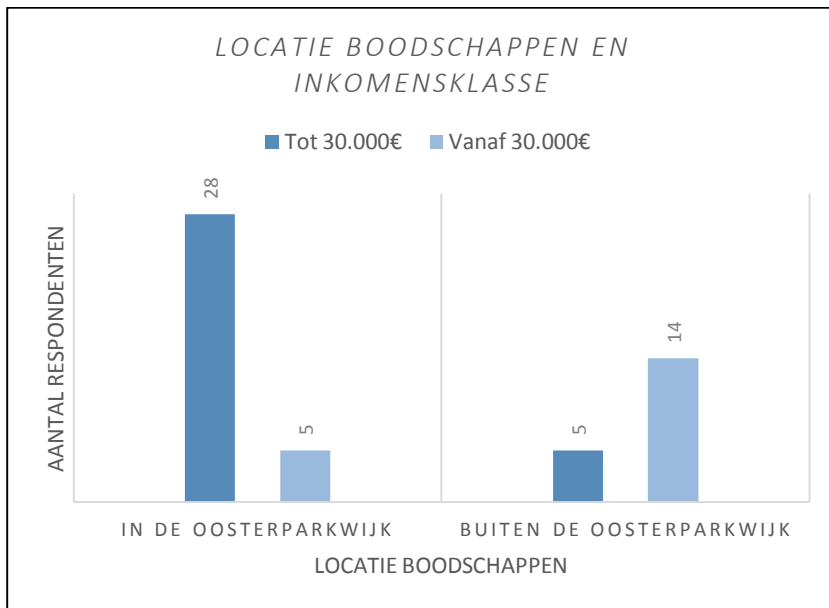 LOCATIE BOODSCHAPPEN EN
INKOMENSKLASSE
Tot 30.000€ Vanaf 30.000€
AANTAL RESPONDENTEN
28
5
5
14
IN DE OOSTERPARKWIJK BUITEN DE OOSTERPARKWIJK
LOCATIE BOODSCHAPPEN